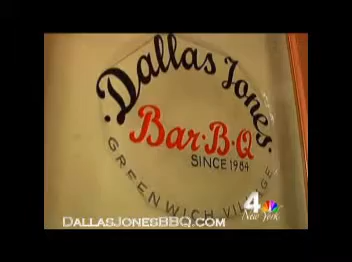 Dallas Jones
Bar·B·Q
SINCE 1984
GREENWICH VILLAGE
4
New York
DALLASJONESBBQ.COM